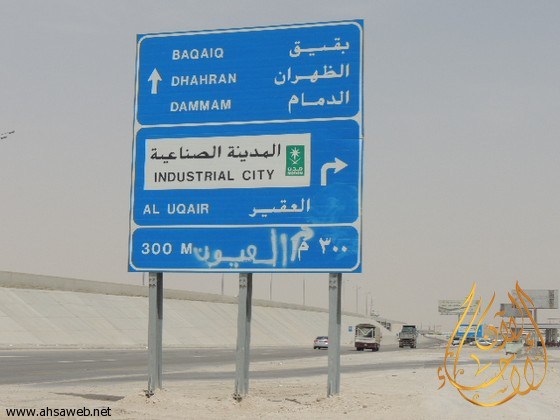 بقيق
BAQAIQ
الظهران
DHAHRAN
الدمام
DAMMAM
المدينة الصناعية
INDUSTRIAL CITY
مدن
العقير
AL UQAIR
300 M
العيون
٣٠٠ م
www.ahsaweb.net